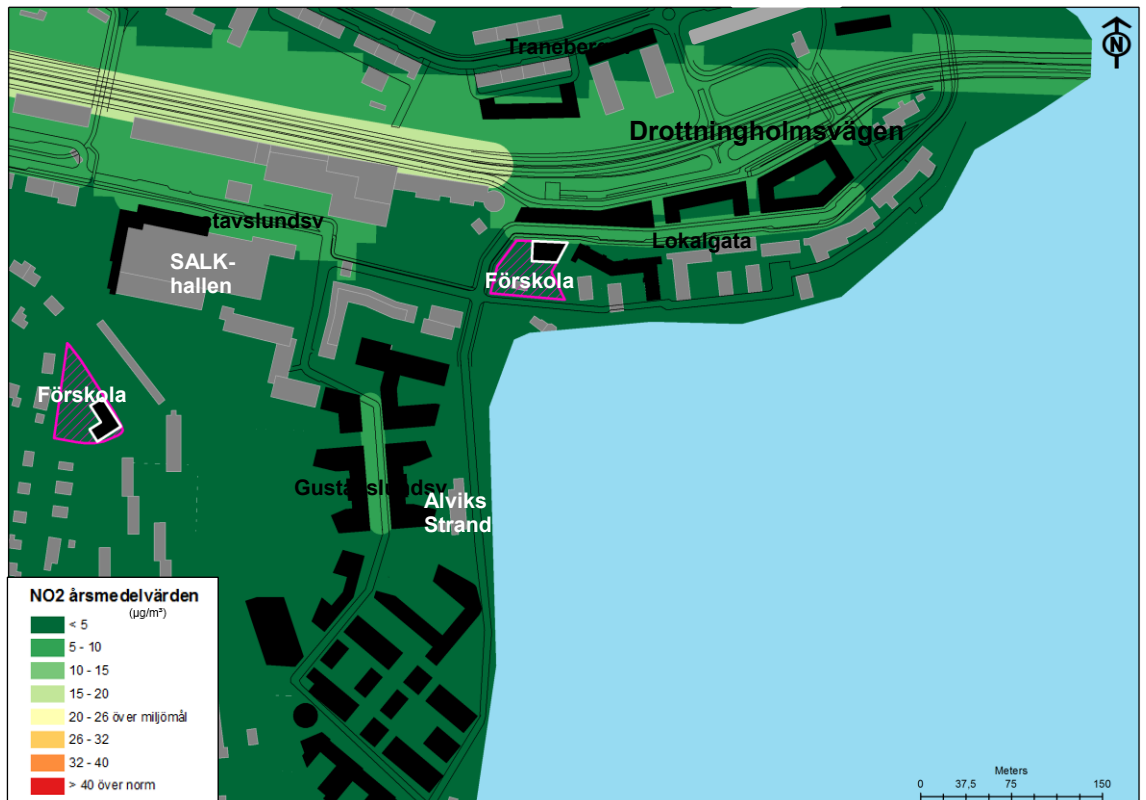 N
Drottningholmsvägen
Lokalgata
SALK-
hallen
Förskola
Förskola
Gustavslundsv
Alviks
Strand
NO2 årsmedelvärden
(µg/m³)
< 5
5 - 10
10 - 15
15 - 20
20 - 26 över miljömål
26 - 32
32 - 40
> 40 över norm
Meters
0 37,5 75 150